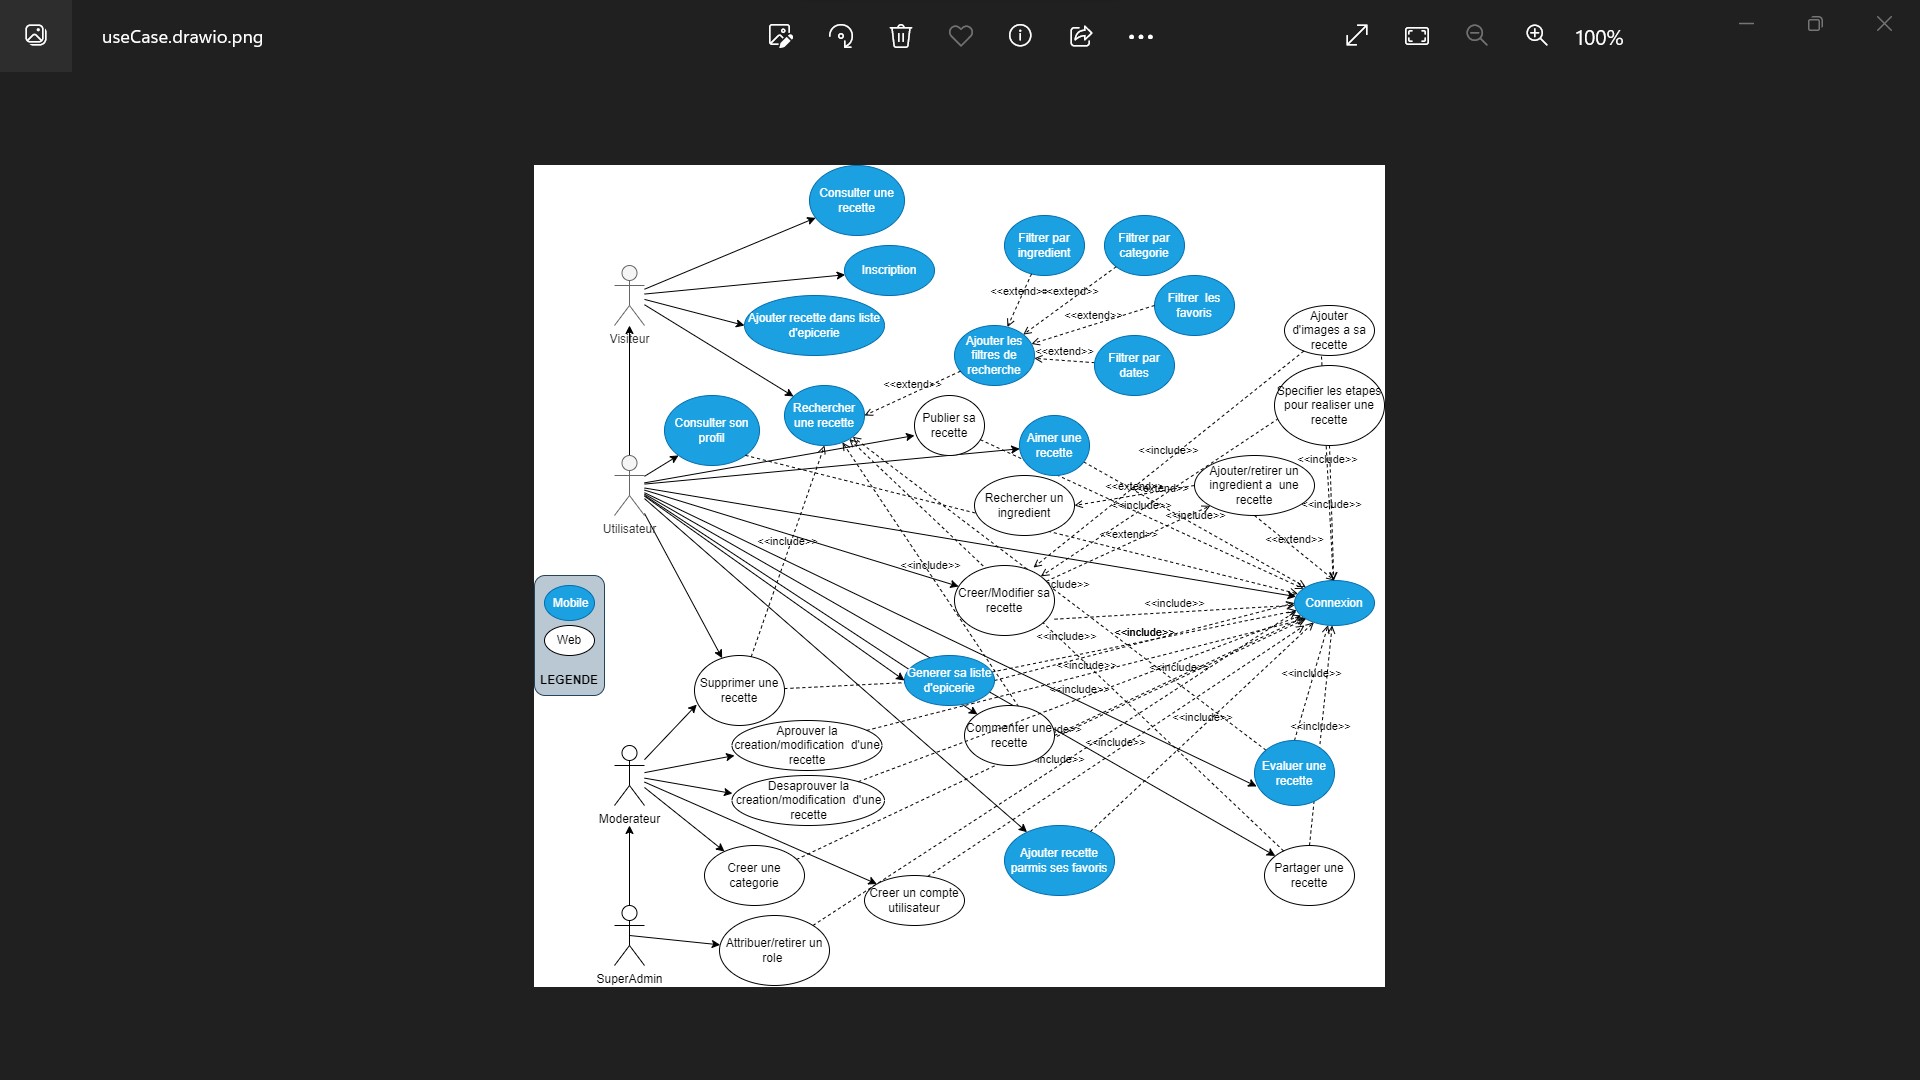 useCase.drawio.png
100%
Consulter une
recette
Inscription
Ajouter recette dans liste
d'epicerie
Visiteur
Filtrer par
ingredient
Filtrer par
categorie
Filtrer les
favoris
Filtrer par
dates
<<extend>>
<<extend>>
<<extend>>
<<extend>>
Ajouter les
filtres de
recherche
<<extend>>
Ajouter
d'images a sa
recette
Specifier les etapes
pour realiser une
recette
Consulter son
profil
Rechercher
une recette
Publier sa
recette
Aimer une
recette
<<include>>
<<include>>
Ajouter/retirer un
ingredient a une
recette
Rechercher un
ingredient
<<extend>>
<<extend>>
<<include>>
<<include>>
<<include>>
Utilisateur
<<include>>
<<extend>>
<<extend>>
<<include>>
Creer/Modifier sa
recette
clude>>
<<include>>
Connexion
Mobile
Web
LEGENDE
<<include>>
<<include>>
Supprimer une
recette
Generer sa liste
d'epicerie
<<include>>
<<include>>
<<include>>
<<include>>
Commenter une
recette
<<include>>
<<include>>
<<include>>
include>>
Aprouver la
creation/modification d'une
recette
Desaprouver la
creation/modification d'une
recette
Evaluer une
recette
Moderateur
Creer une
categorie
Creer un compte
utilisateur
Ajouter recette
parmis ses favoris
Partager une
recette
Attribuer/retirer un
role
SuperAdmin